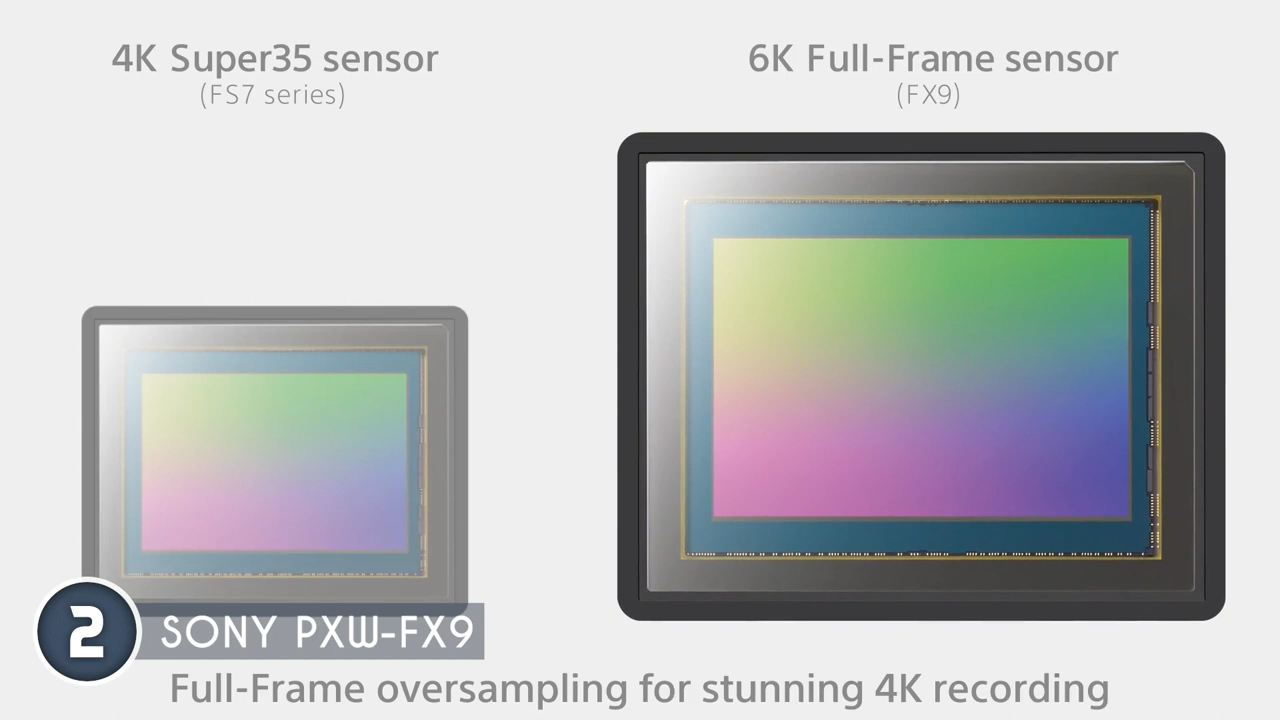 4K Super35 sensor
(FS7 series)
6K Full-Frame sensor
(FX9)
2 SONY PXW-FX9
Full-Frame oversampling for stunning 4K recording